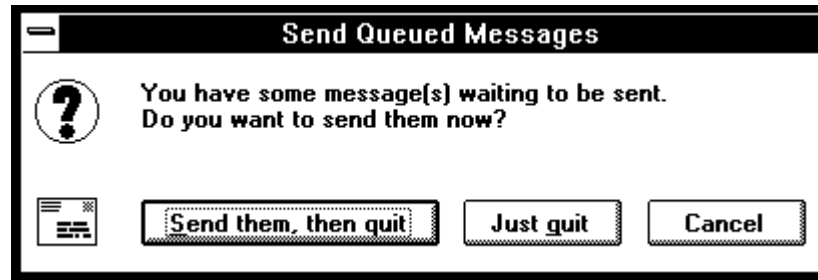 Send Queued Messages
You have some message(s) waiting to be sent.
Do you want to send them now?
Send them, then quit
Just quit
Cancel